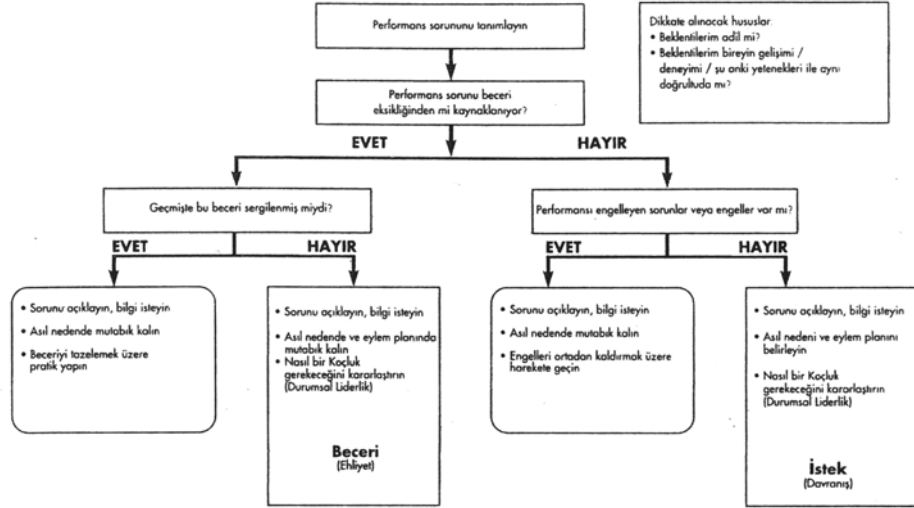 Performans sorununu tanımlayın
Dikkate alınacak hususlar:
• Beklentilerim adil mi?
• Beklentilerim bireyin gelişimi /
deneyimi / şu anki yetenekleri ile aynı
doğrultuda mı?
Performans sorunu beceri
eksikliğinden mi kaynaklanıyor?
EVET
HAYIR
Geçmişte bu beceri sergilenmiş miydi?
Performansı engelleyen sorunlar veya engeller var mı?
EVET
HAYIR
EVET
HAYIR
• Sorunu açıklayın, bilgi isteyin
• Asıl nedende mutabık kalın
• Beceriyi tazelemek üzere
pratik yapın
• Sorunu açıklayın, bilgi isteyin
• Asıl nedende ve eylem planında
mutabık kalın
• Nasıl bir Koçluk
gerekeceğini kararlaştırın
(Durumsal Liderlik)
Beceri
(Ehliyet)
• Sorunu açıklayın, bilgi isteyin
• Asıl nedende mutabık kalın
• Engelleri ortadan kaldırmak üzere
harekete geçin
• Sorunu açıklayın, bilgi isteyin
• Asıl nedeni ve eylem planını
belirleyin
• Nasıl bir Koçluk
gerekeceğini kararlaştırın
(Durumsal Liderlik)
İstek
(Davranış)